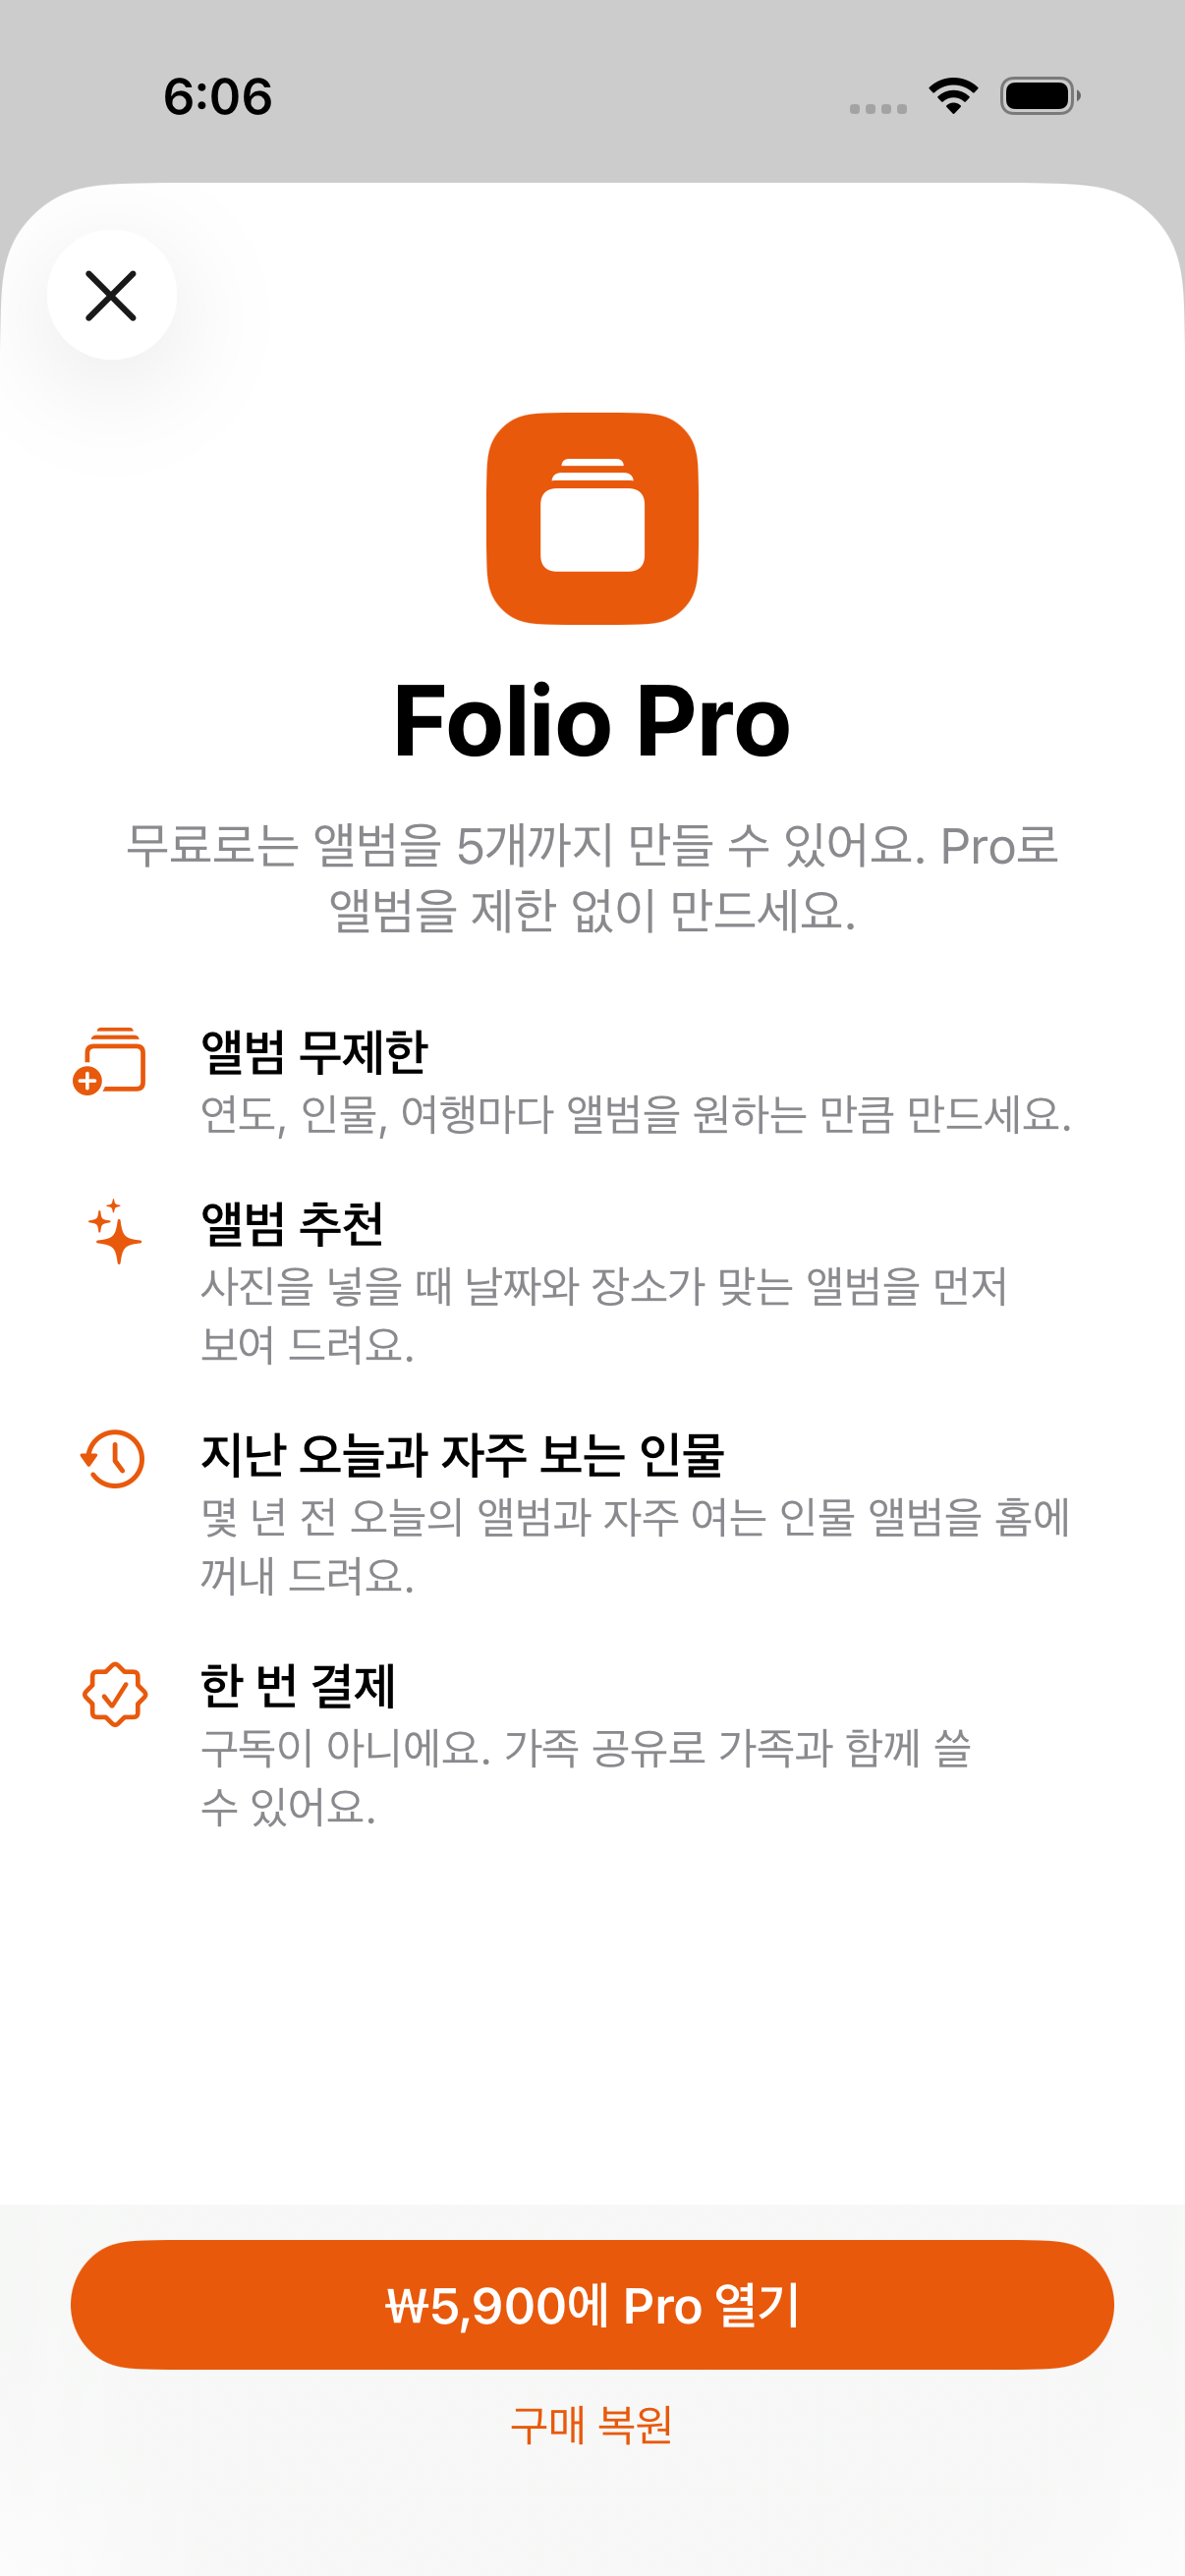 6:06
Folio Pro
무료로는 앨범을 5개까지 만들 수 있어요. Pro로
앨범을 제한 없이 만드세요.
앨범 무제한
연도, 인물, 여행마다 앨범을 원하는 만큼 만드세요.
앨범 추천
사진을 넣을 때 날짜와 장소가 맞는 앨범을 먼저
보여 드려요.
지난 오늘과 자주 보는 인물
몇 년 전 오늘의 앨범과 자주 여는 인물 앨범을 홈에
꺼내 드려요.
한 번 결제
구독이 아니에요. 가족 공유로 가족과 함께 쓸
수 있어요.
₩5,900에 Pro 열기
구매 복원